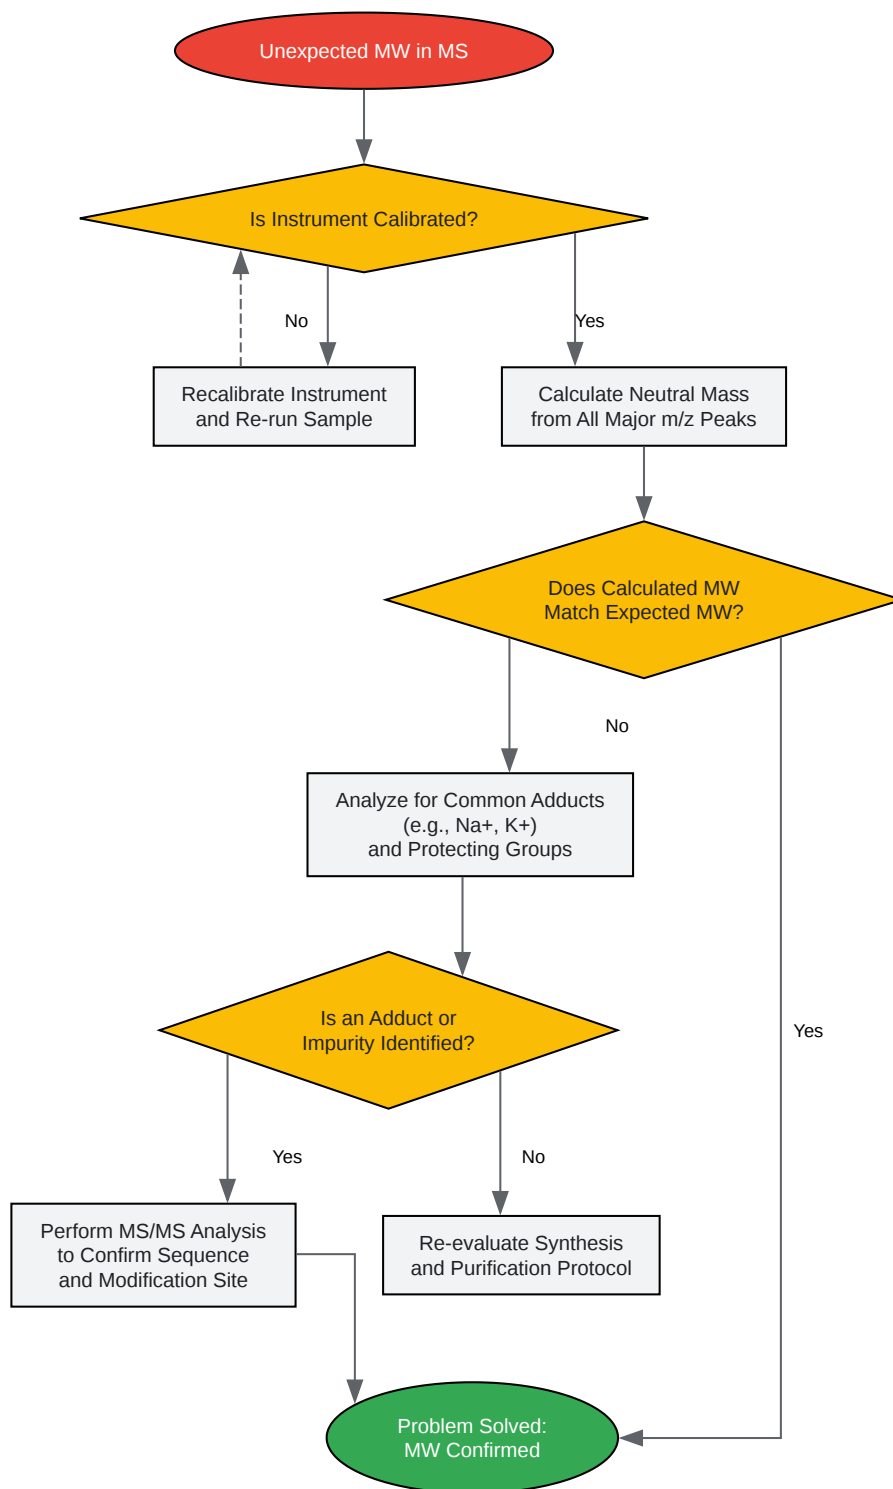 Unexpected MW in MS
Is Instrument Calibrated?
No
Yes
Recalibrate Instrument
and Re-run Sample
Calculate Neutral Mass
from All Major m/z Peaks
Does Calculated MW
Match Expected MW?
No
Analyze for Common Adducts
(e.g., Na+, K+)
and Protecting Groups
Is an Adduct or
Impurity Identified?
Yes
Yes
No
Perform MS/MS Analysis
to Confirm Sequence
and Modification Site
Re-evaluate Synthesis
and Purification Protocol
Problem Solved:
MW Confirmed